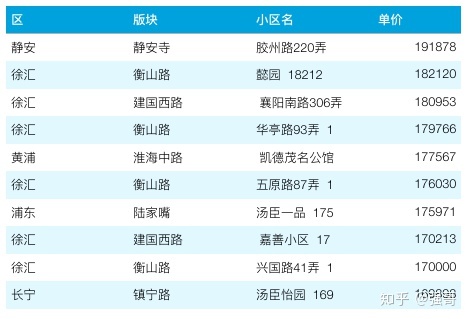 区 版块 小区名 单价
静安 静安寺 胶州路220弄 191878
徐汇 衡山路 懿园 18212 182120
徐汇 建国西路 襄阳南路306弄 180953
徐汇 衡山路 华亭路93弄 1 179766
黄浦 淮海中路 凯德茂名公馆 177567
徐汇 衡山路 五原路87弄 1 176030
浦东 陆家嘴 汤臣一品 175 175971
徐汇 建国西路 嘉善小区 17 170213
徐汇 衡山路 兴国路41弄 1 170000
长宁 镇宁路 汤臣怡园 169
知乎 @强哥